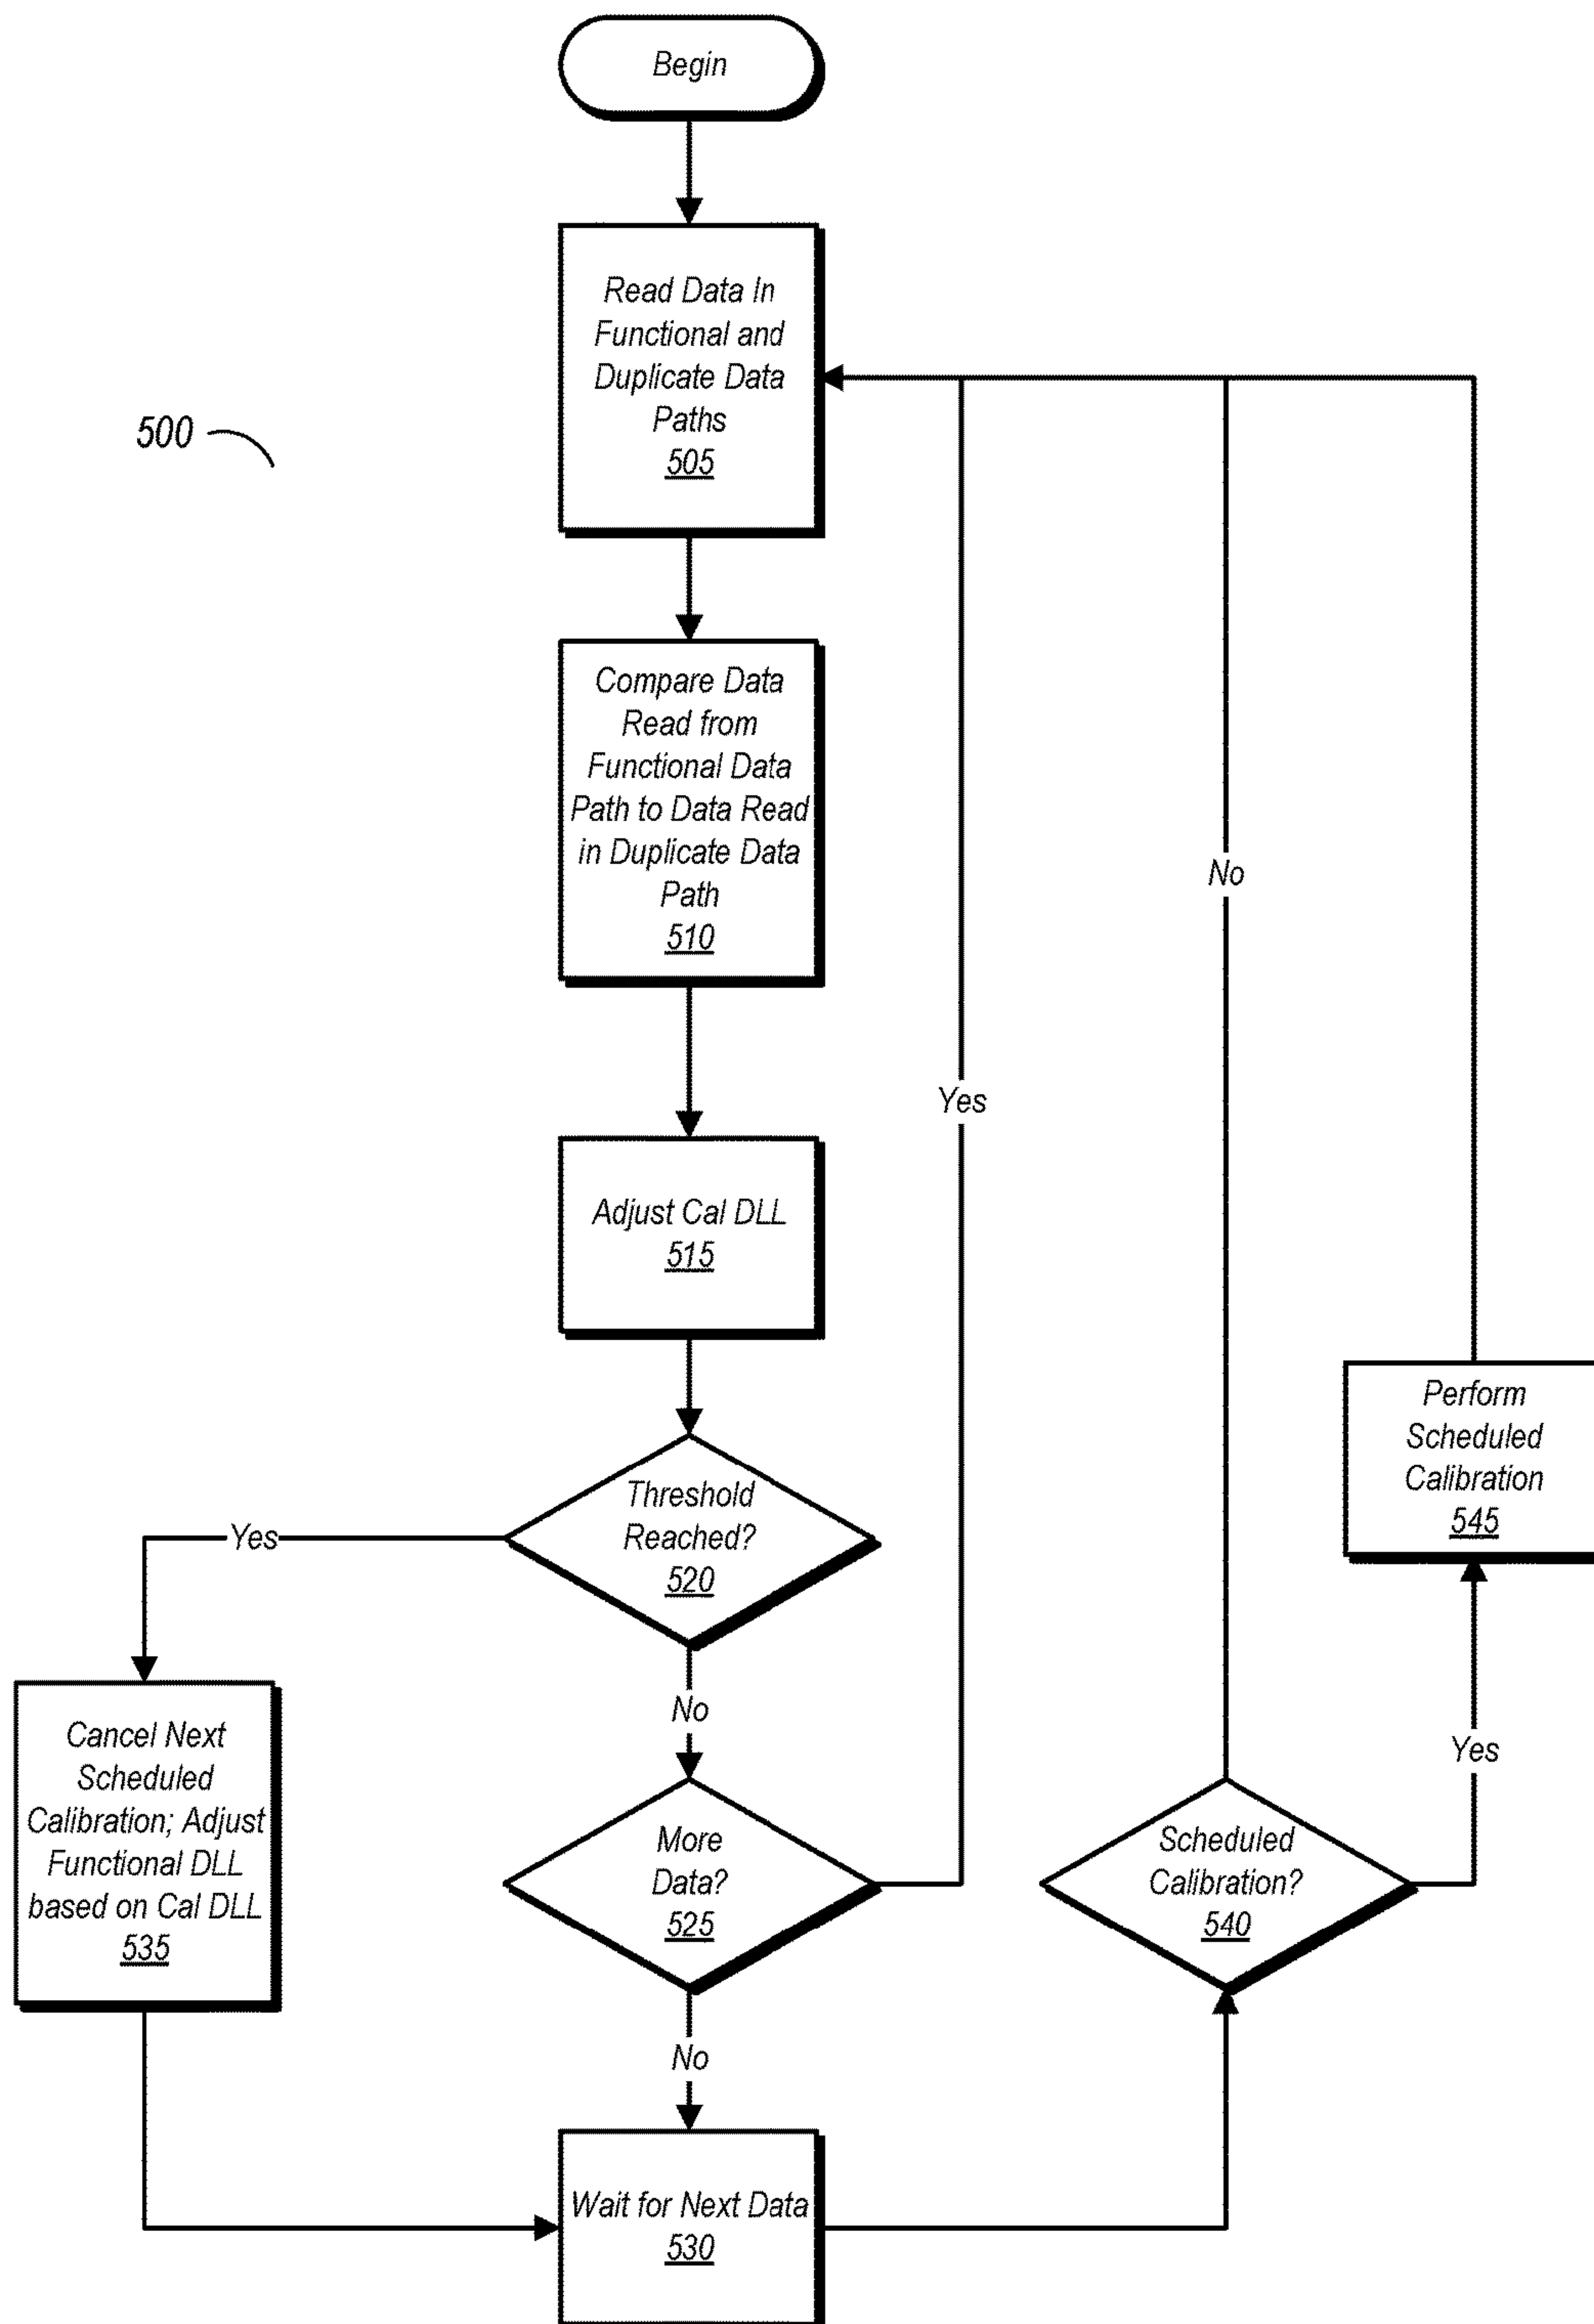 Begin
Read Data In
Functional and
Duplicate Data
Paths
505
500
Compare Data
Read from
Functional Data
Path to Data Read
in Duplicate Data
Path
510
No
Yes
Adjust Cal DLL
515
Perform
Scheduled
Calibration
545
Threshold
Reached?
520
Yes
No
Cancel Next
Scheduled
Calibration; Adjust
Functional DLL
based on Cal DLL
535
More
Data?
525
Scheduled
Calibration?
540
Yes
No
Wait for Next Data
530